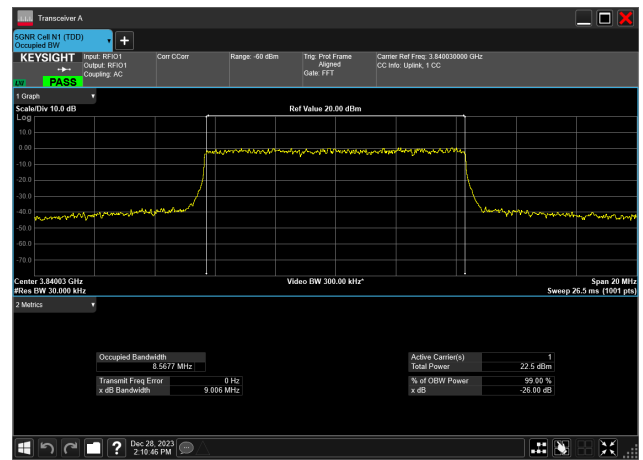 Transceiver A
5GNR Cell N1 (TDD)
Occupied BW
+
KEYSIGHT
LXI
PASS
Input: RFIO1
Output: RFIO1
Coupling: AC
Corr CCorr
Range: -60 dBm
Trig: Prot Frame
Aligned
Gate: FFT
Carrier Ref Freq: 3.840030000 GHz
CC Info: Uplink, 1 CC
1 Graph
Scale/Div 10.0 dB
Ref Value 20.00 dBm
Log
10.0
0.00
-10.0
-20.0
-30.0
-40.0
-50.0
-60.0
-70.0
Center 3.84003 GHz
Video BW 300.00 kHz*
Span 20 MHz
#Res BW 30.000 kHz
Sweep 26.5 ms (1001 pts)
2 Metrics
Occupied Bandwidth
8.5677 MHz
Transmit Freq Error 0 Hz
x dB Bandwidth 9.006 MHz
Active Carrier(s) 1
Total Power 22.5 dBm
% of OBW Power 99.00 %
x dB -26.00 dB
?
Dec 28, 2023
2:10:46 PM